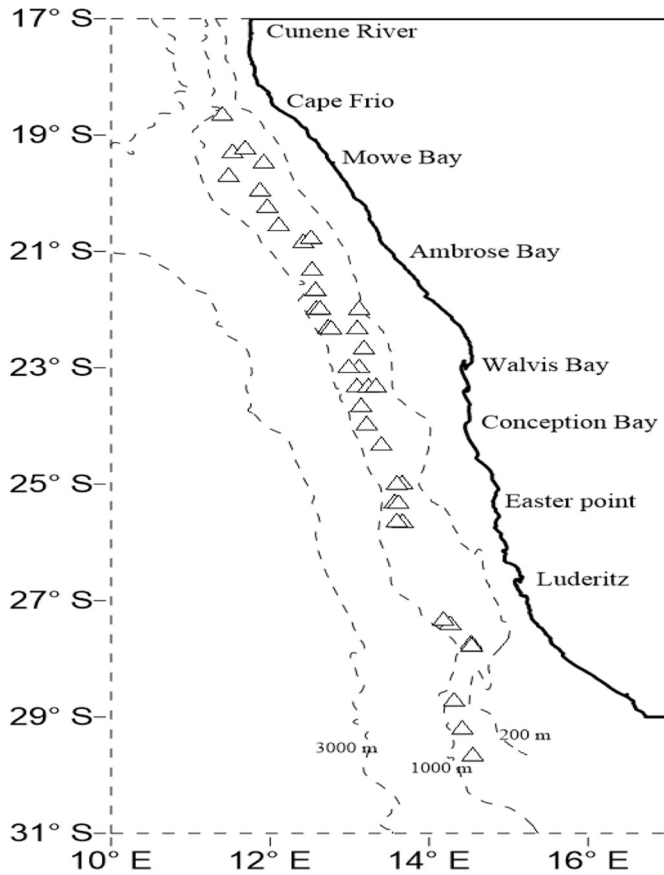 17° S
Cunene River
Cape Frio
19° S
Mowe Bay
21° S
Ambrose Bay
23° S
Walvis Bay
Conception Bay
25° S
Easter point
Luderitz
27° S
29° S
200 m
3000 m
1000 m
31° S
10° E
12° E
14° E
16° E